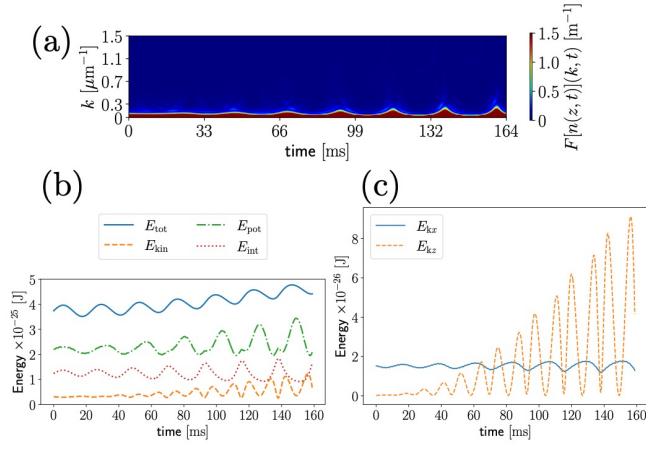 (a)
k [μm⁻¹]
1.5
1.1
0.7
0.3
0
0 33 66 99 132 164
time [ms]
1.5
1.0
0.5
0
F[n(z,t)](k,t) [m⁻¹]
(b)
E_tot E_pot
E_kin E_int
Energy ×10⁻²⁵ [J]
5
4
3
2
1
0
0 20 40 60 80 100 120 140 160
time [ms]
(c)
E_kx
E_kz
Energy ×10⁻²⁶ [J]
8
6
4
2
0
0 20 40 60 80 100 120 140 160
time [ms]